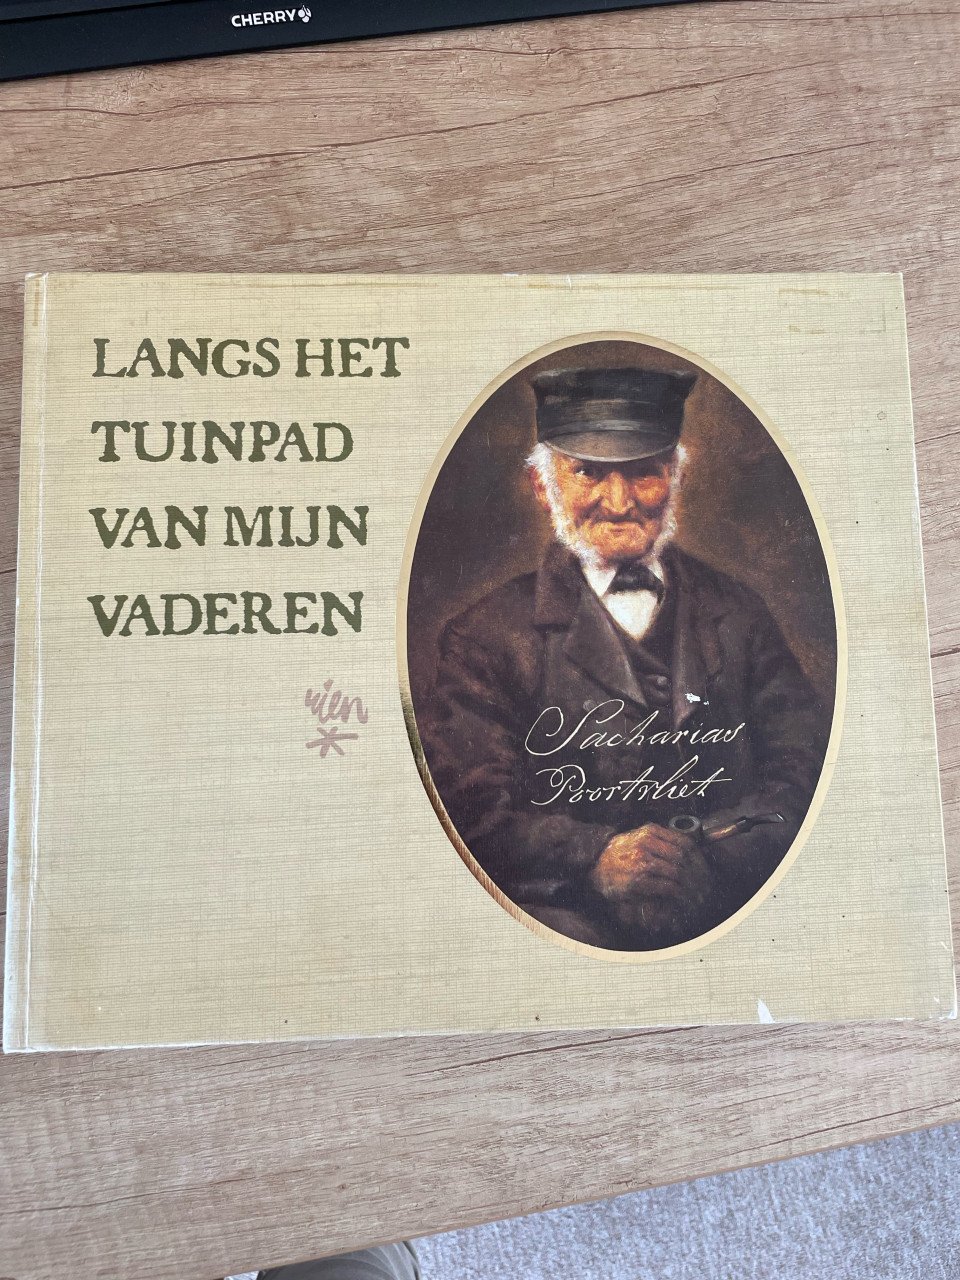 CHERRY
LANGS HET
TUINPAD
VAN MIJN
VADEREN
rien
Sacharias
Poortvliet